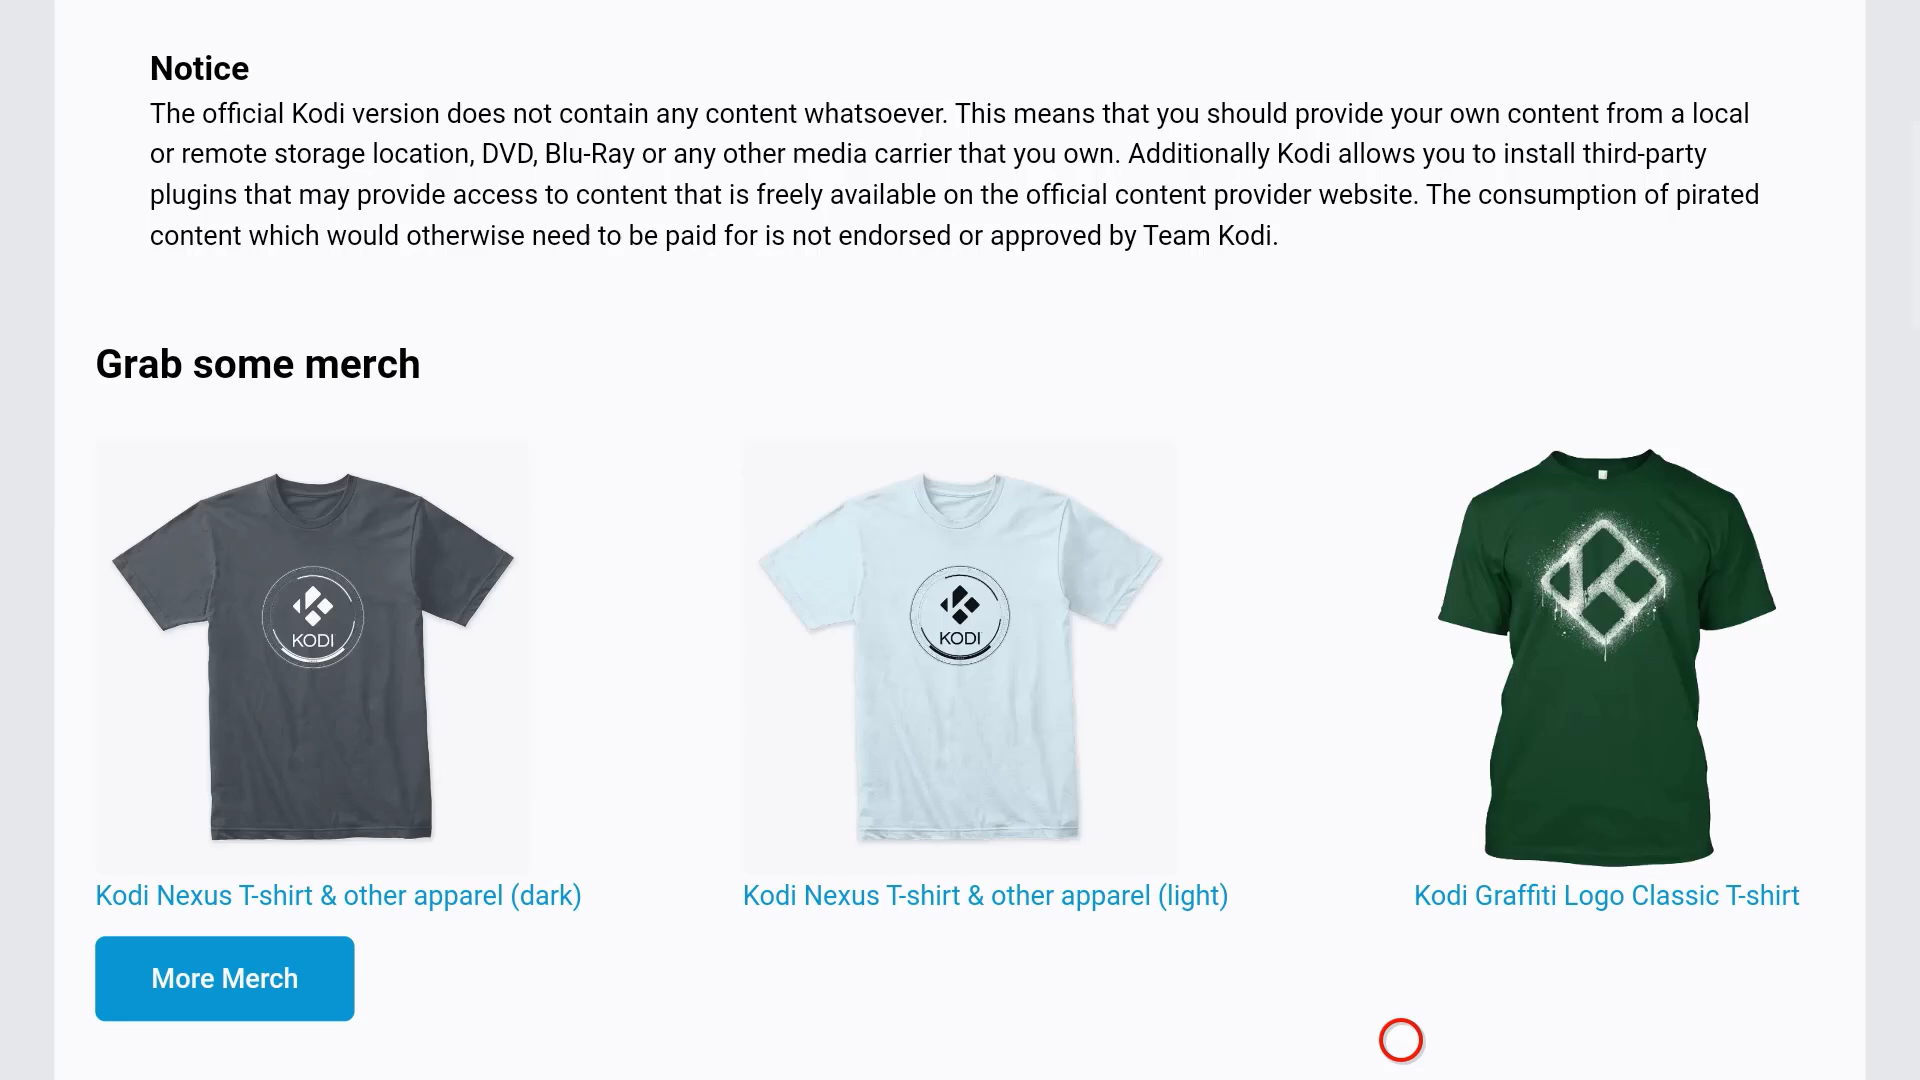 Notice
The official Kodi version does not contain any content whatsoever. This means that you should provide your own content from a local
or remote storage location, DVD, Blu-Ray or any other media carrier that you own. Additionally Kodi allows you to install third-party
plugins that may provide access to content that is freely available on the official content provider website. The consumption of pirated
content which would otherwise need to be paid for is not endorsed or approved by Team Kodi.
Grab some merch
KODI
KODI
Kodi Nexus T-shirt & other apparel (dark)
Kodi Nexus T-shirt & other apparel (light)
Kodi Graffiti Logo Classic T-shirt
More Merch